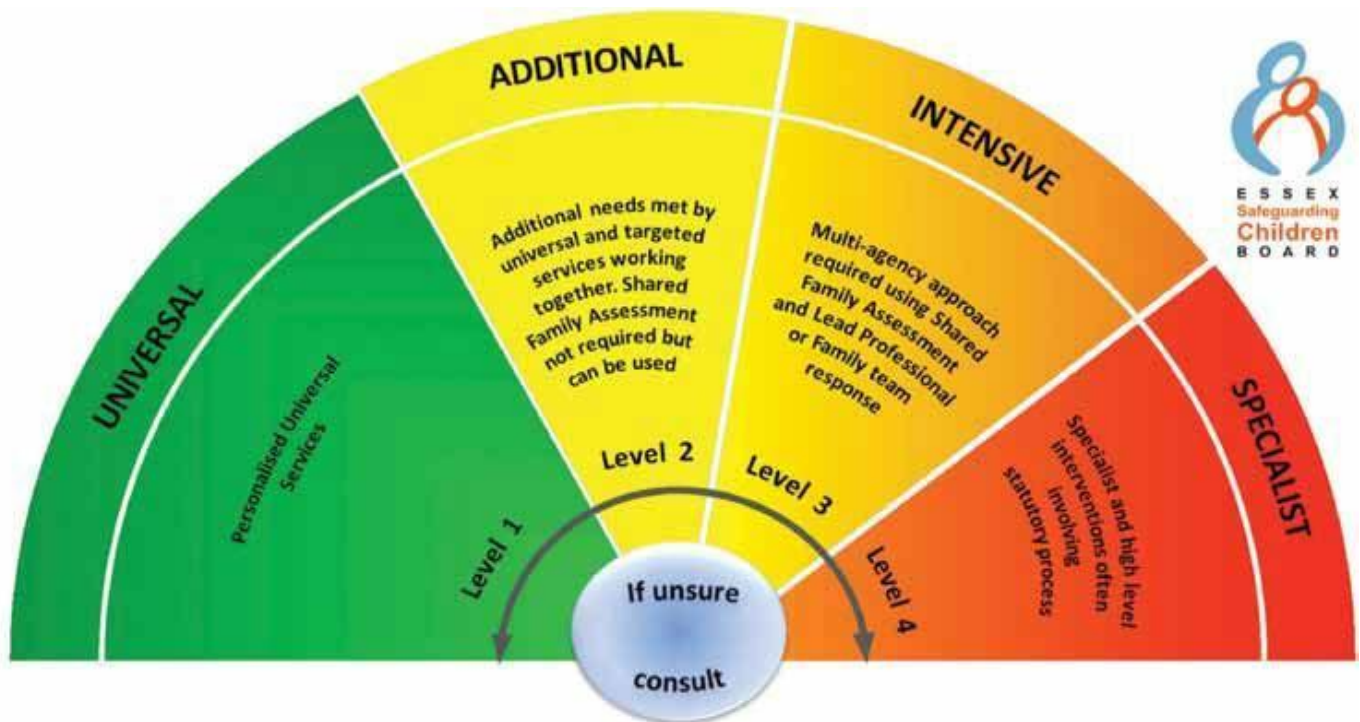 UNIVERSAL
Personalised Universal
Services
Level 1
ADDITIONAL
Additional needs met by
universal and targeted
services working
together. Shared
Family Assessment
not required but
can be used
Level 2
INTENSIVE
Multi-agency approach
required using Shared
Family Assessment
and Lead Professional
or Family team
response
Level 3
SPECIALIST
Specialist and high level
interventions often
involving
statutory process
Level 4
If unsure
consult
ESSEX
Safeguarding
Children
BOARD